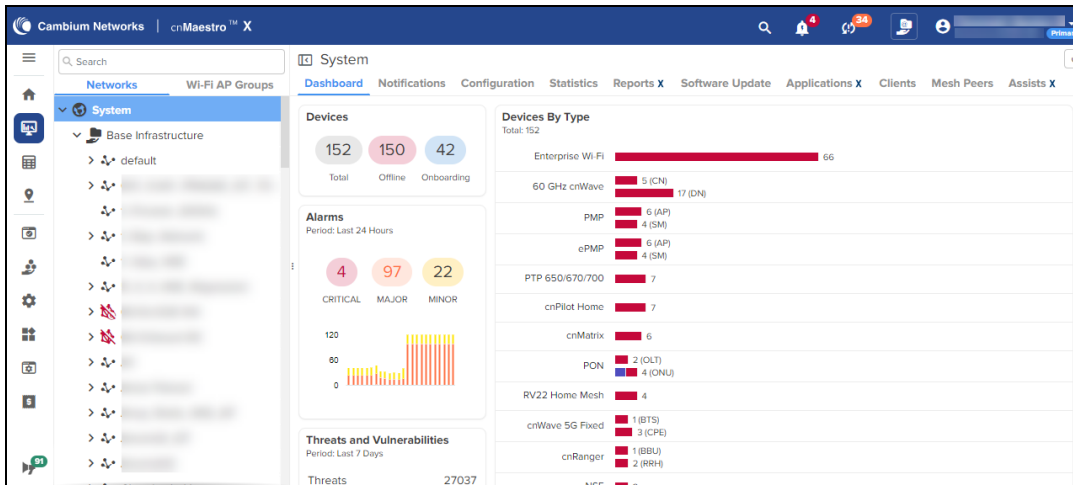 Cambium Networks | cnMaestro™ X
4
34
Primar
Search
Networks
Wi-Fi AP Groups
System
Base Infrastructure
default
91
System
Dashboard Notifications Configuration Statistics Reports X Software Update Applications X Clients Mesh Peers Assists X
Devices
152 150 42
Total Offline Onboarding
Alarms
Period: Last 24 Hours
4 97 22
CRITICAL MAJOR MINOR
120
60
0
Threats and Vulnerabilities
Period: Last 7 Days
Threats 27037
Devices By Type
Total: 152
Enterprise Wi-Fi 66
60 GHz cnWave 5 (CN)
17 (DN)
PMP 6 (AP)
4 (SM)
ePMP 6 (AP)
4 (SM)
PTP 650/670/700 7
cnPilot Home 7
cnMatrix 6
PON 2 (OLT)
4 (ONU)
RV22 Home Mesh 4
cnWave 5G Fixed 1 (BTS)
3 (CPE)
cnRanger 1 (BBU)
2 (RRH)
NSE